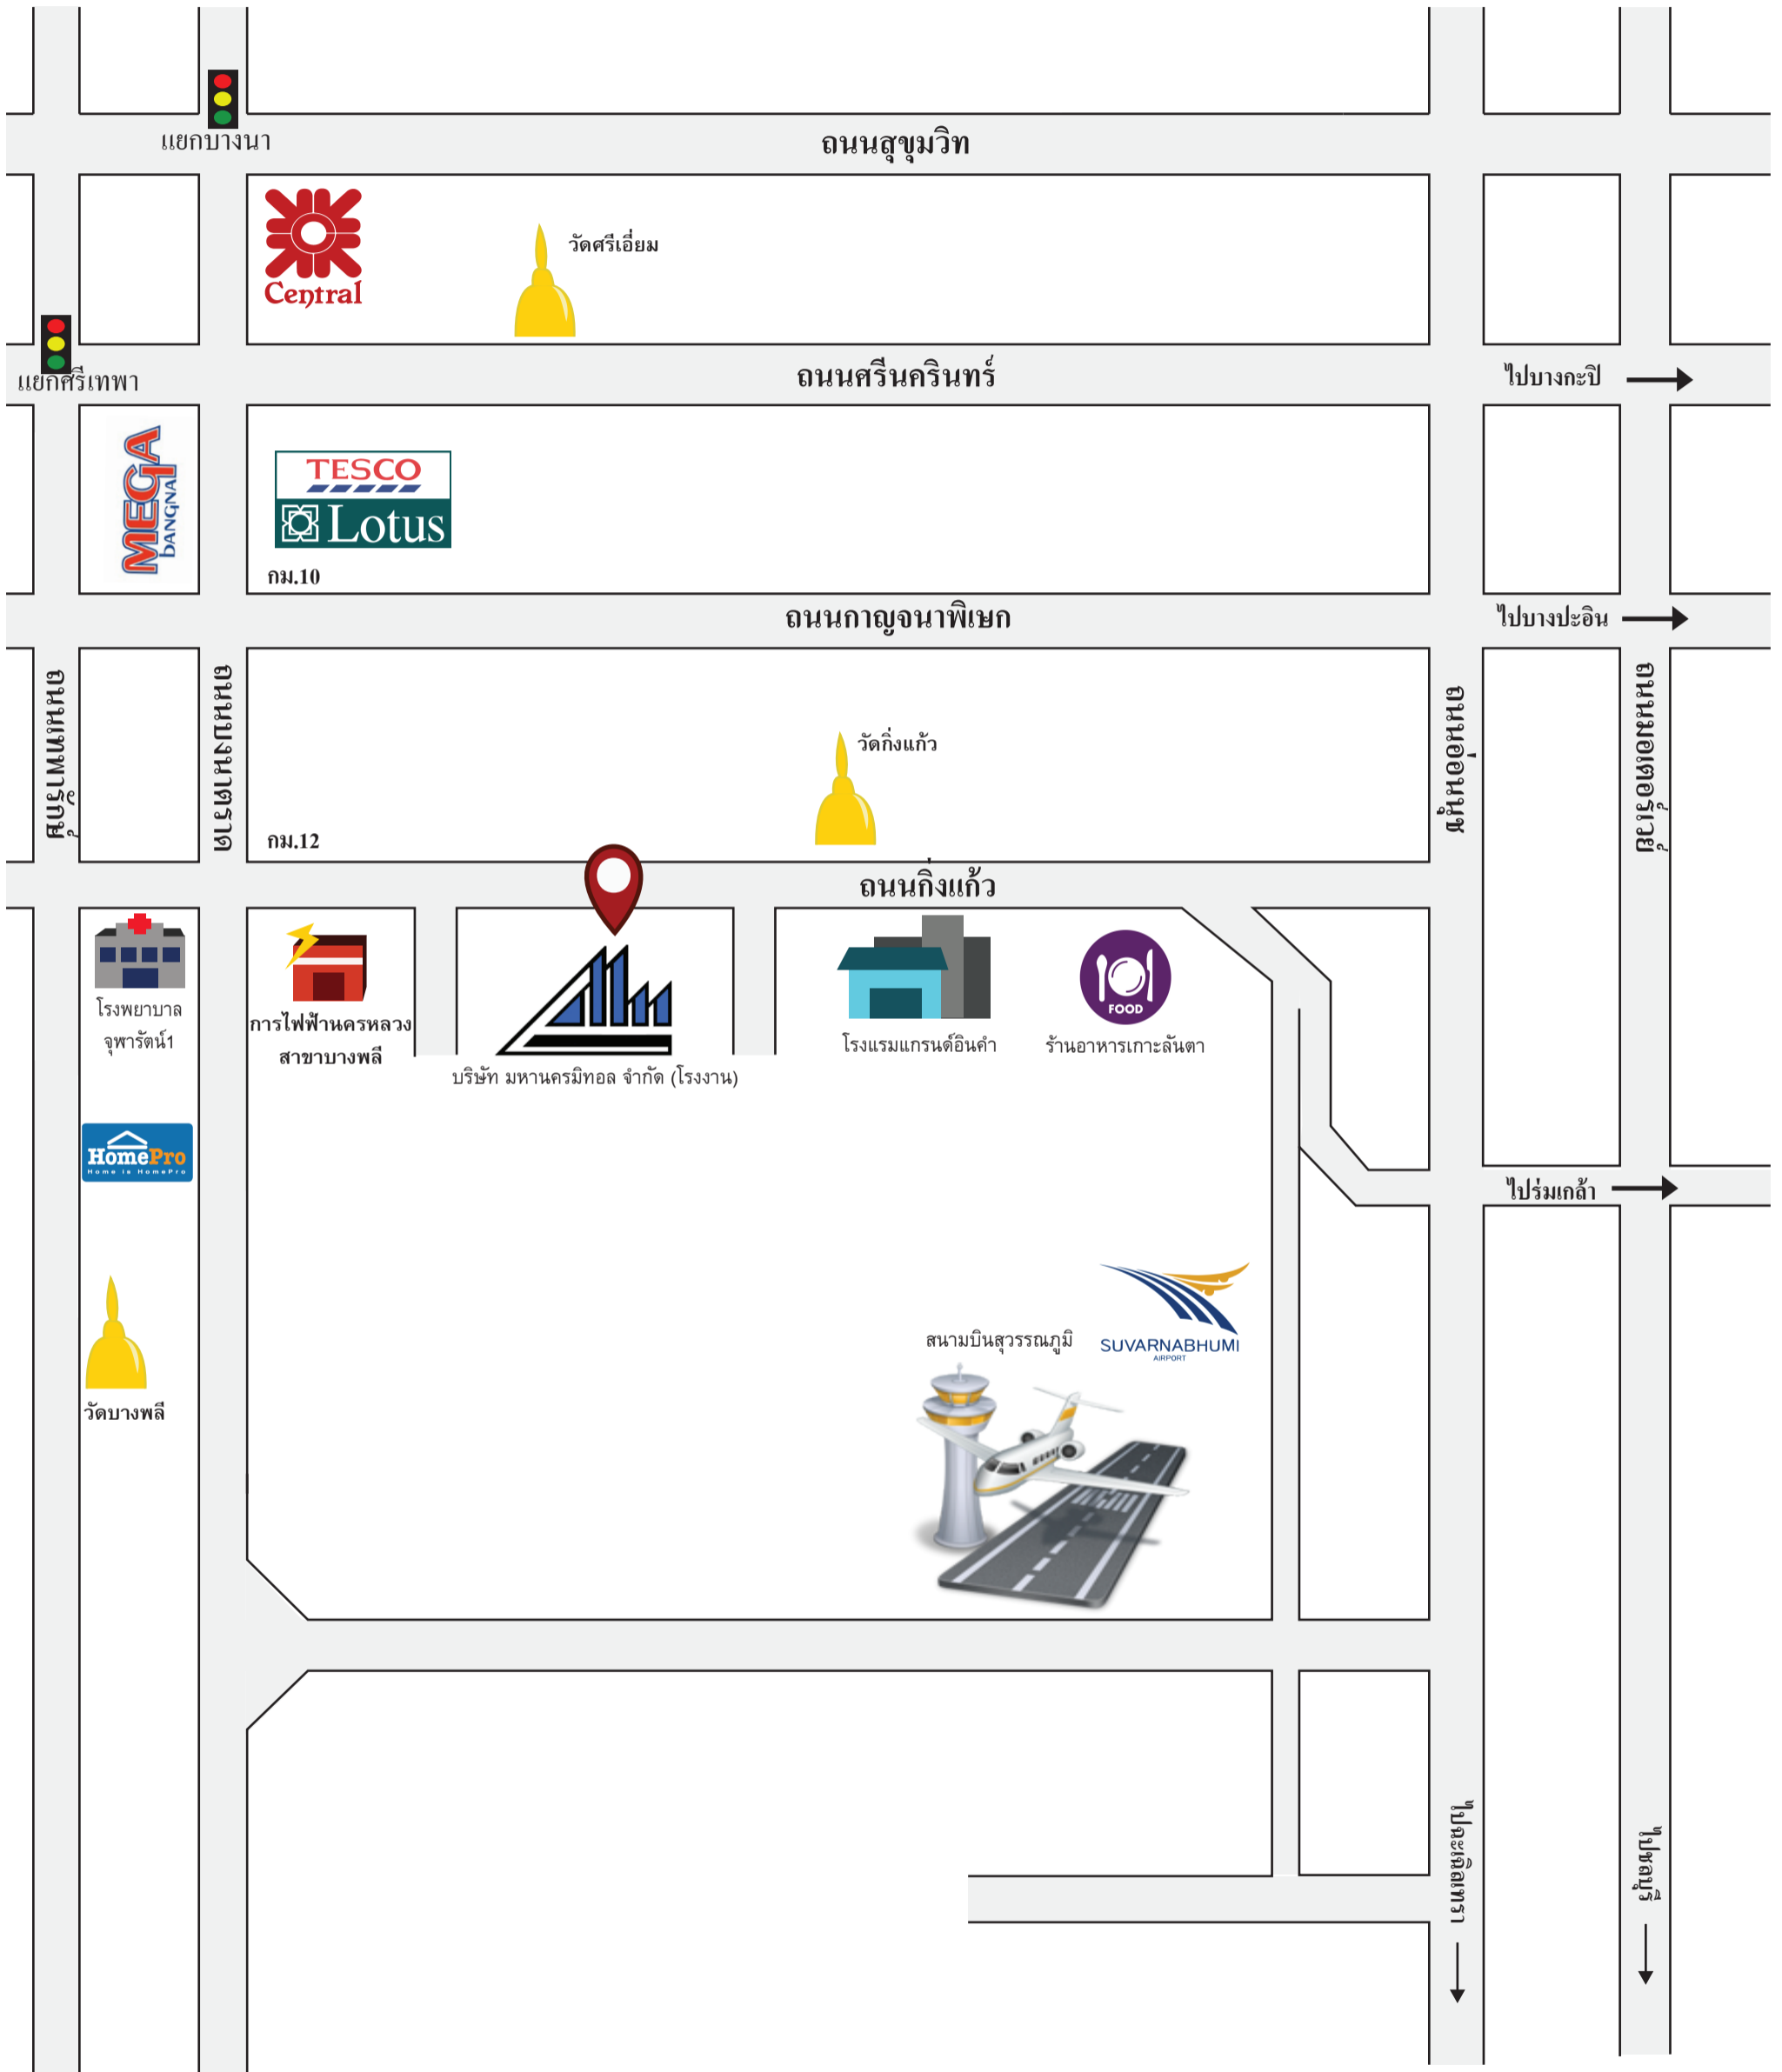 แยกบางนา
ถนนสุขุมวิท
Central
วัดศรีเอี่ยม
แยกศรีเทพา
ถนนศรีนครินทร์
ไปบางกะปิ
MEGA
bANGNA
TESCO
Lotus
กม.10
ถนนกาญจนาพิเษก
ไปบางปะอิน
ถนนเทพารักษ์
ถนนบงนาตราด
วัดกิ่งแก้ว
ถนนอ่อนนุช
ถนนมอเตอร์เวย์
กม.12
ถนนกิ่งแก้ว
โรงพยาบาล
จุฬารัตน์1
การไฟฟ้านครหลวง
สาขาบางพลี
บริษัท มหานครมิทอล จำกัด (โรงงาน)
โรงแรมแกรนด์อินคำ
FOOD
ร้านอาหารเกาะลันตา
HomePro
Home is HomePro
ไปร่มเกล้า
สนามบินสุวรรณภูมิ
SUVARNABHUMI
AIRPORT
วัดบางพลี
ไปฉะเชิลเทรา
ไปชลบุรี